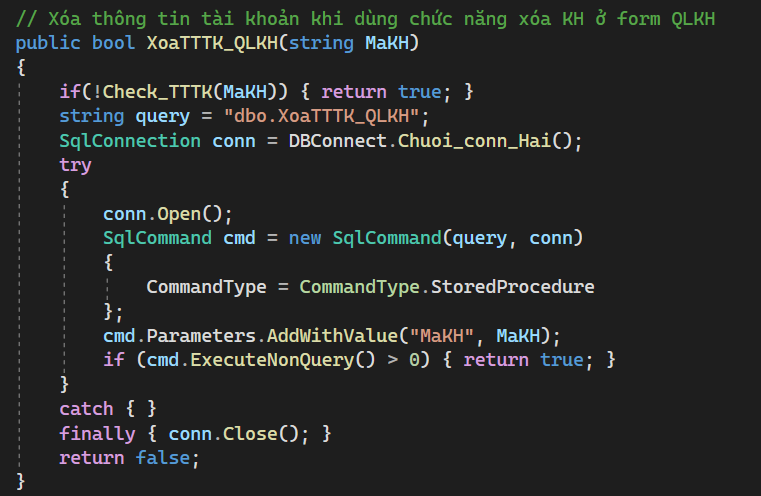 // Xóa thông tin tài khoản khi dùng chức năng xóa KH ở form QLKH
public bool XoaTTTK_QLKH(string MaKH)
{
if(!Check_TTTK(MaKH)) { return true; }
string query = "dbo.XoaTTTK_QLKH";
SqlConnection conn = DBConnect.Chuoi_conn_Hai();
try
{
conn.Open();
SqlCommand cmd = new SqlCommand(query, conn)
{
CommandType = CommandType.StoredProcedure
};
cmd.Parameters.AddWithValue("MaKH", MaKH);
if (cmd.ExecuteNonQuery() > 0) { return true; }
}
catch { }
finally { conn.Close(); }
return false;
}